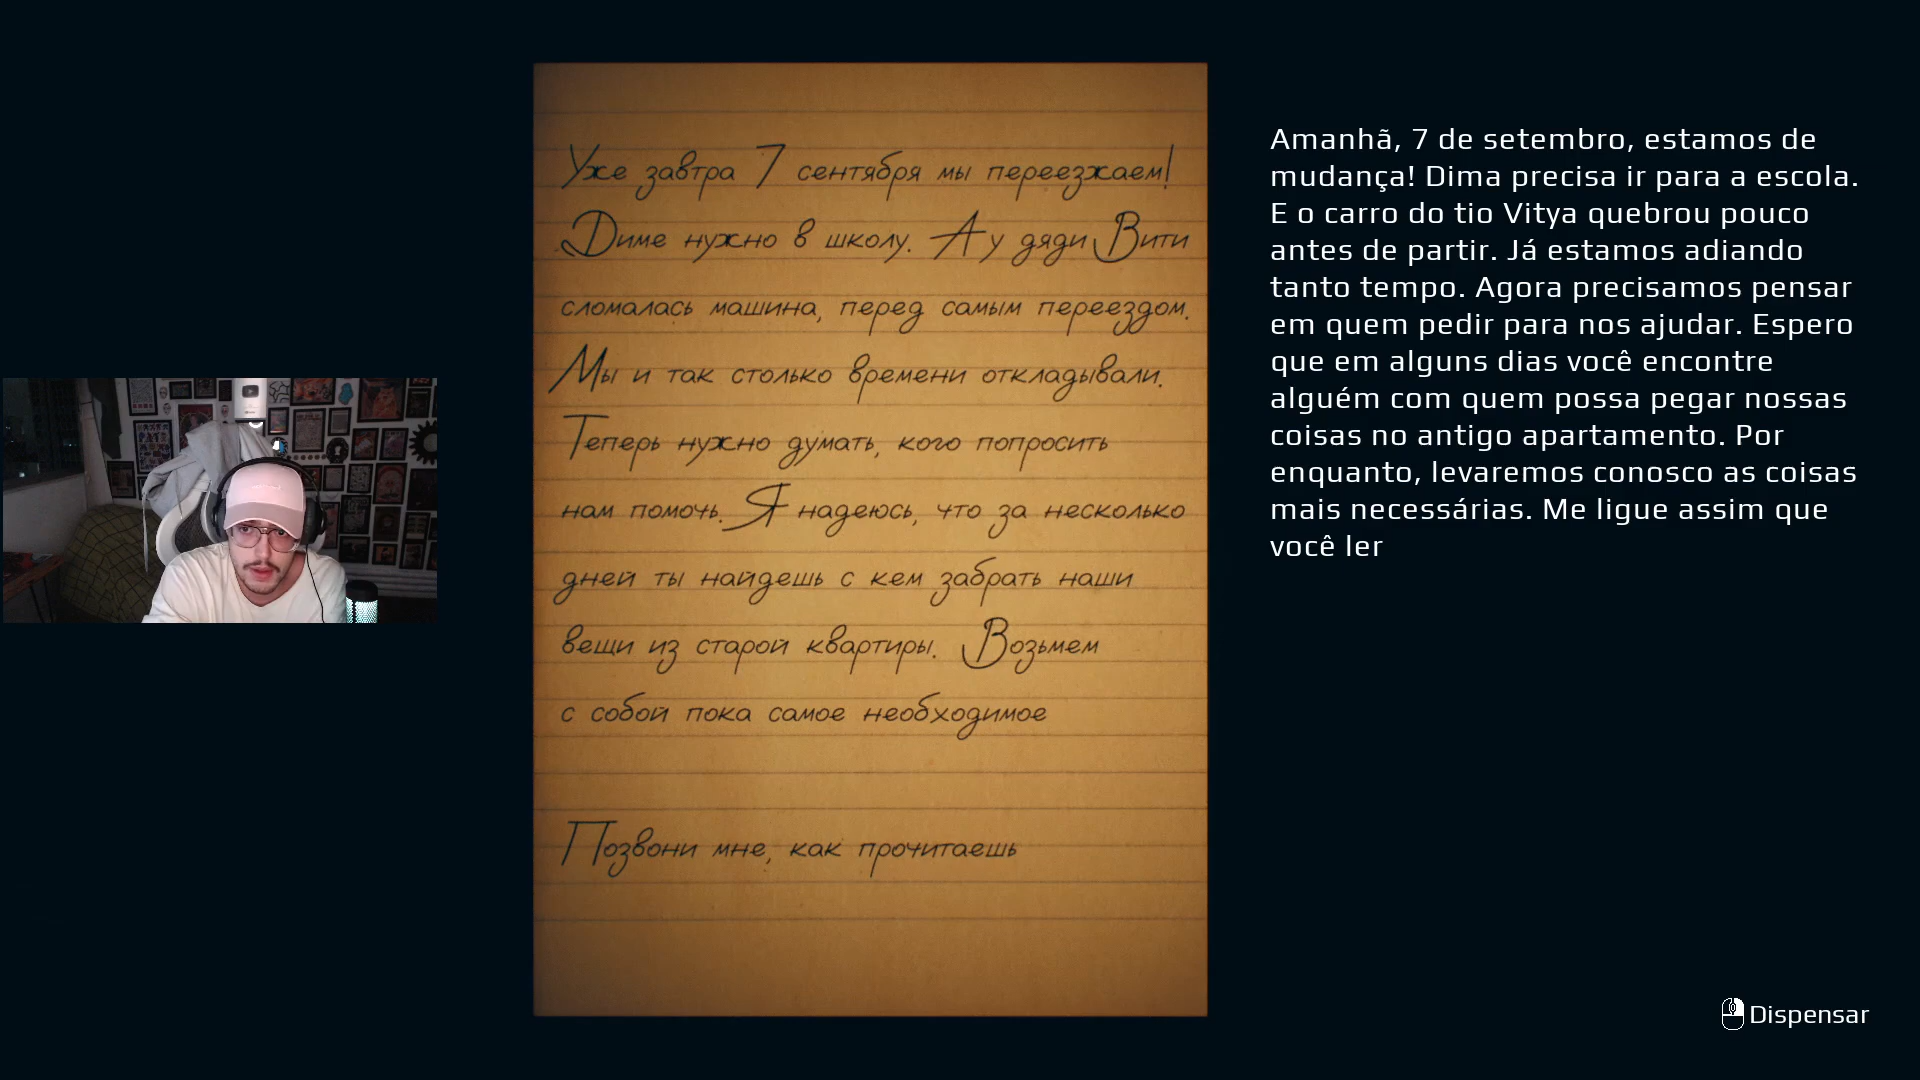 Уже завтра 7 сентября мы переезжаем!
Диме нужно в школу. А у дяди Вити
сломалась машина, перед самым переездом.
Мы и так столько времени откладывали.
Теперь нужно думать, кого попросить
нам помочь. Я надеюсь, что за несколько
дней ты найдешь с кем забрать наши
вещи из старой квартиры. Возьмем
с собой пока самое необходимое
Позвони мне, как прочитаешь
Amanhã, 7 de setembro, estamos de
mudança! Dima precisa ir para a escola.
E o carro do tio Vitya quebrou pouco
antes de partir. Já estamos adiando
tanto tempo. Agora precisamos pensar
em quem pedir para nos ajudar. Espero
que em alguns dias você encontre
alguém com quem possa pegar nossas
coisas no antigo apartamento. Por
enquanto, levaremos conosco as coisas
mais necessárias. Me ligue assim que
você ler
Dispensar